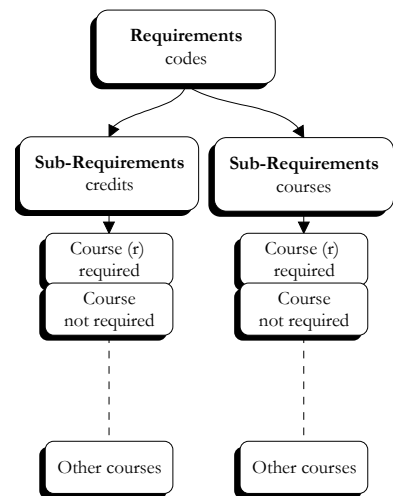 Requirements
codes
Sub-Requirements
credits
Sub-Requirements
courses
Course (r)
required
Course
not required
Course (r)
required
Course
not required
Other courses
Other courses